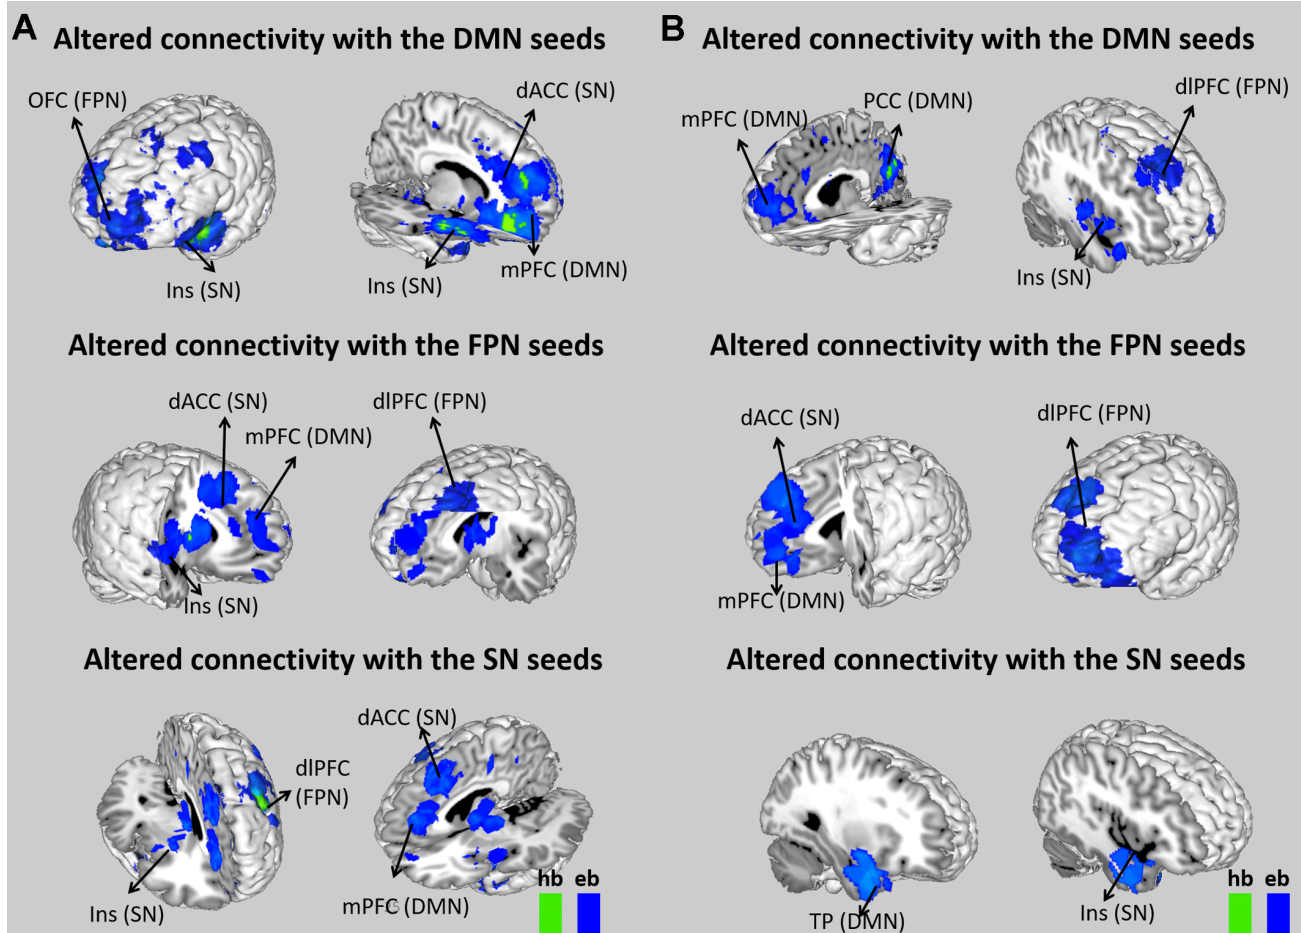 A
Altered connectivity with the DMN seeds
OFC (FPN)
dACC (SN)
Ins (SN)
Ins (SN)
mPFC (DMN)
Altered connectivity with the FPN seeds
dACC (SN)
mPFC (DMN)
dlPFC (FPN)
Ins (SN)
Altered connectivity with the SN seeds
dlPFC
(FPN)
Ins (SN)
dACC (SN)
mPFC (DMN)
hb eb
B
Altered connectivity with the DMN seeds
mPFC (DMN)
PCC (DMN)
dlPFC (FPN)
Ins (SN)
Altered connectivity with the FPN seeds
dACC (SN)
mPFC (DMN)
dlPFC (FPN)
Altered connectivity with the SN seeds
TP (DMN)
Ins (SN)
hb eb